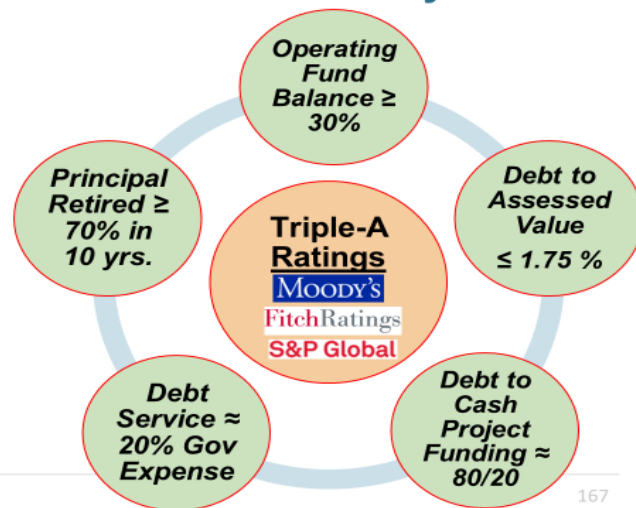 Operating
Fund
Balance ≥
30%
Principal
Retired ≥
70% in
10 yrs.
Debt to
Assessed
Value
≤ 1.75 %
Triple-A
Ratings
MOODY'S
FitchRatings
S&P Global
Debt
Service ≈
20% Gov
Expense
Debt to
Cash
Project
Funding ≈
80/20
167